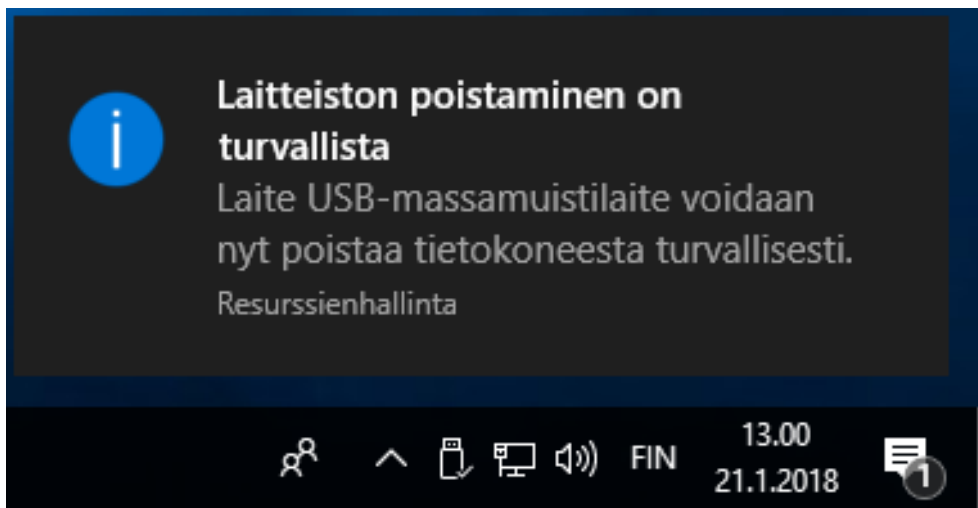 Laitteiston poistaminen on
turvallista
Laite USB-massamuistilaite voidaan
nyt poistaa tietokoneesta turvallisesti.
Resurssienhallinta
FIN
13.00
21.1.2018
1